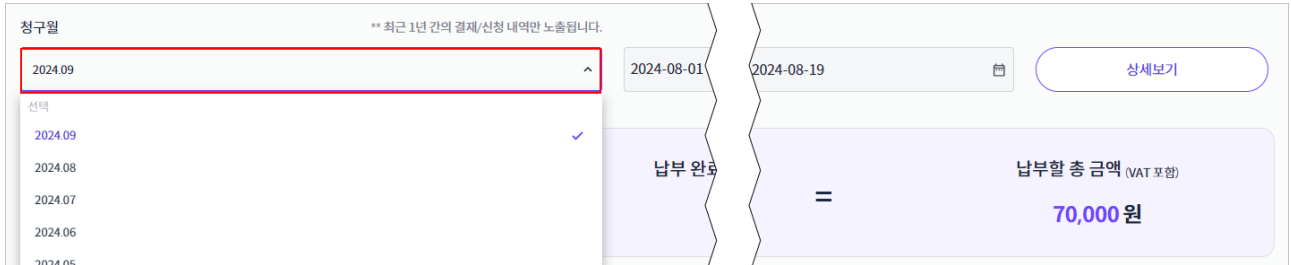 청구월
** 최근 1년 간의 결재/신청 내역만 노출됩니다.
2024.09
2024-08-01
2024-08-19
상세보기
선택
2024.09
2024.08
2024.07
2024.06
2024.05
납부 완료
=
납부할 총 금액 (VAT 포함)
70,000 원